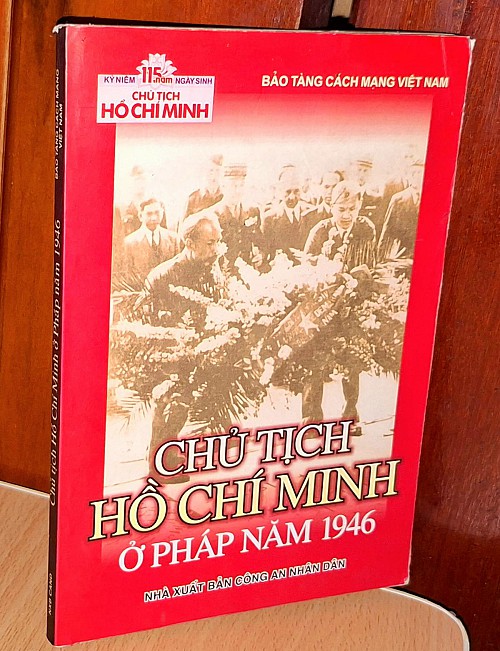 KỶ NIỆM 115 năm NGÀY SINH
CHỦ TỊCH
HỒ CHÍ MINH
BẢO TÀNG CÁCH MẠNG VIỆT NAM
CHỦ TỊCH
HỒ CHÍ MINH
Ở PHÁP NĂM 1946
NHÀ XUẤT BẢN CÔNG AN NHÂN DÂN
BẢO TÀNG CÁCH MẠNG
VIỆT NAM
Chủ tịch Hồ Chí Minh ở Pháp năm 1946
NXB CAND